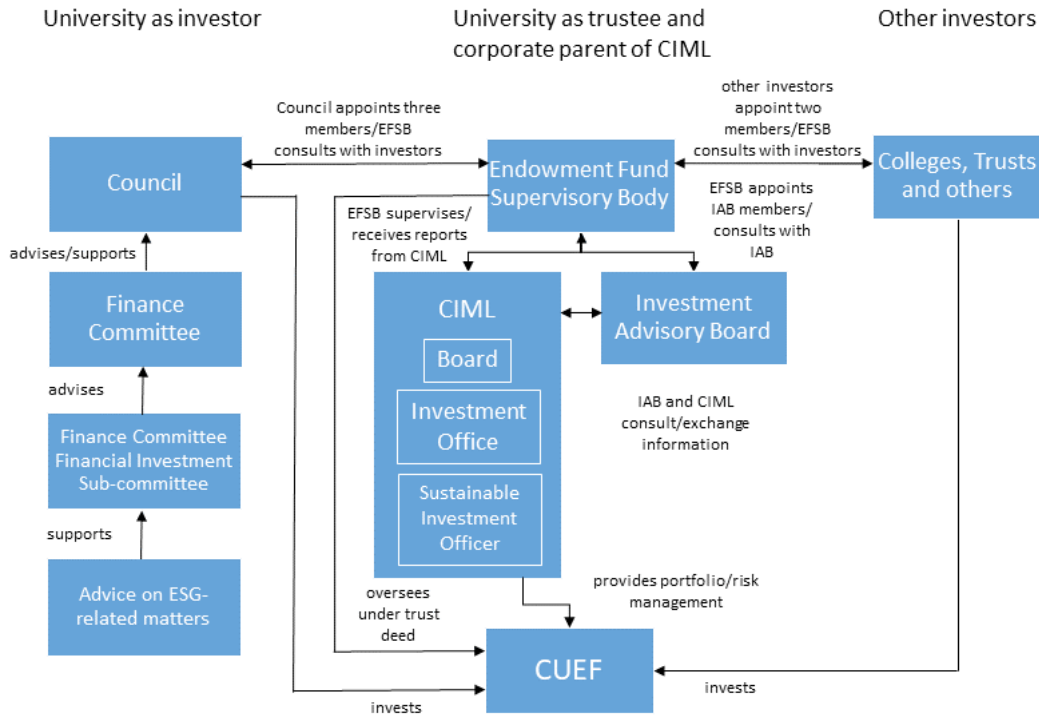 University as investor
University as trustee and
corporate parent of CIML
Other investors
Council appoints three
members/EFSB
consults with investors
other investors
appoint two
members/EFSB
consults with investors
Council
Endowment Fund
Supervisory Body
Colleges, Trusts
and others
EFSB supervises/
receives reports
from CIML
EFSB appoints
IAB members/
consults with
IAB
advises/supports
Finance
Committee
CIML
Board
Investment
Office
Sustainable
Investment
Officer
Investment
Advisory Board
advises
IAB and CIML
consult/exchange
information
Finance Committee
Financial Investment
Sub-committee
supports
Advice on ESG-
related matters
oversees
under trust
deed
provides portfolio/risk
management
CUEF
invests
invests